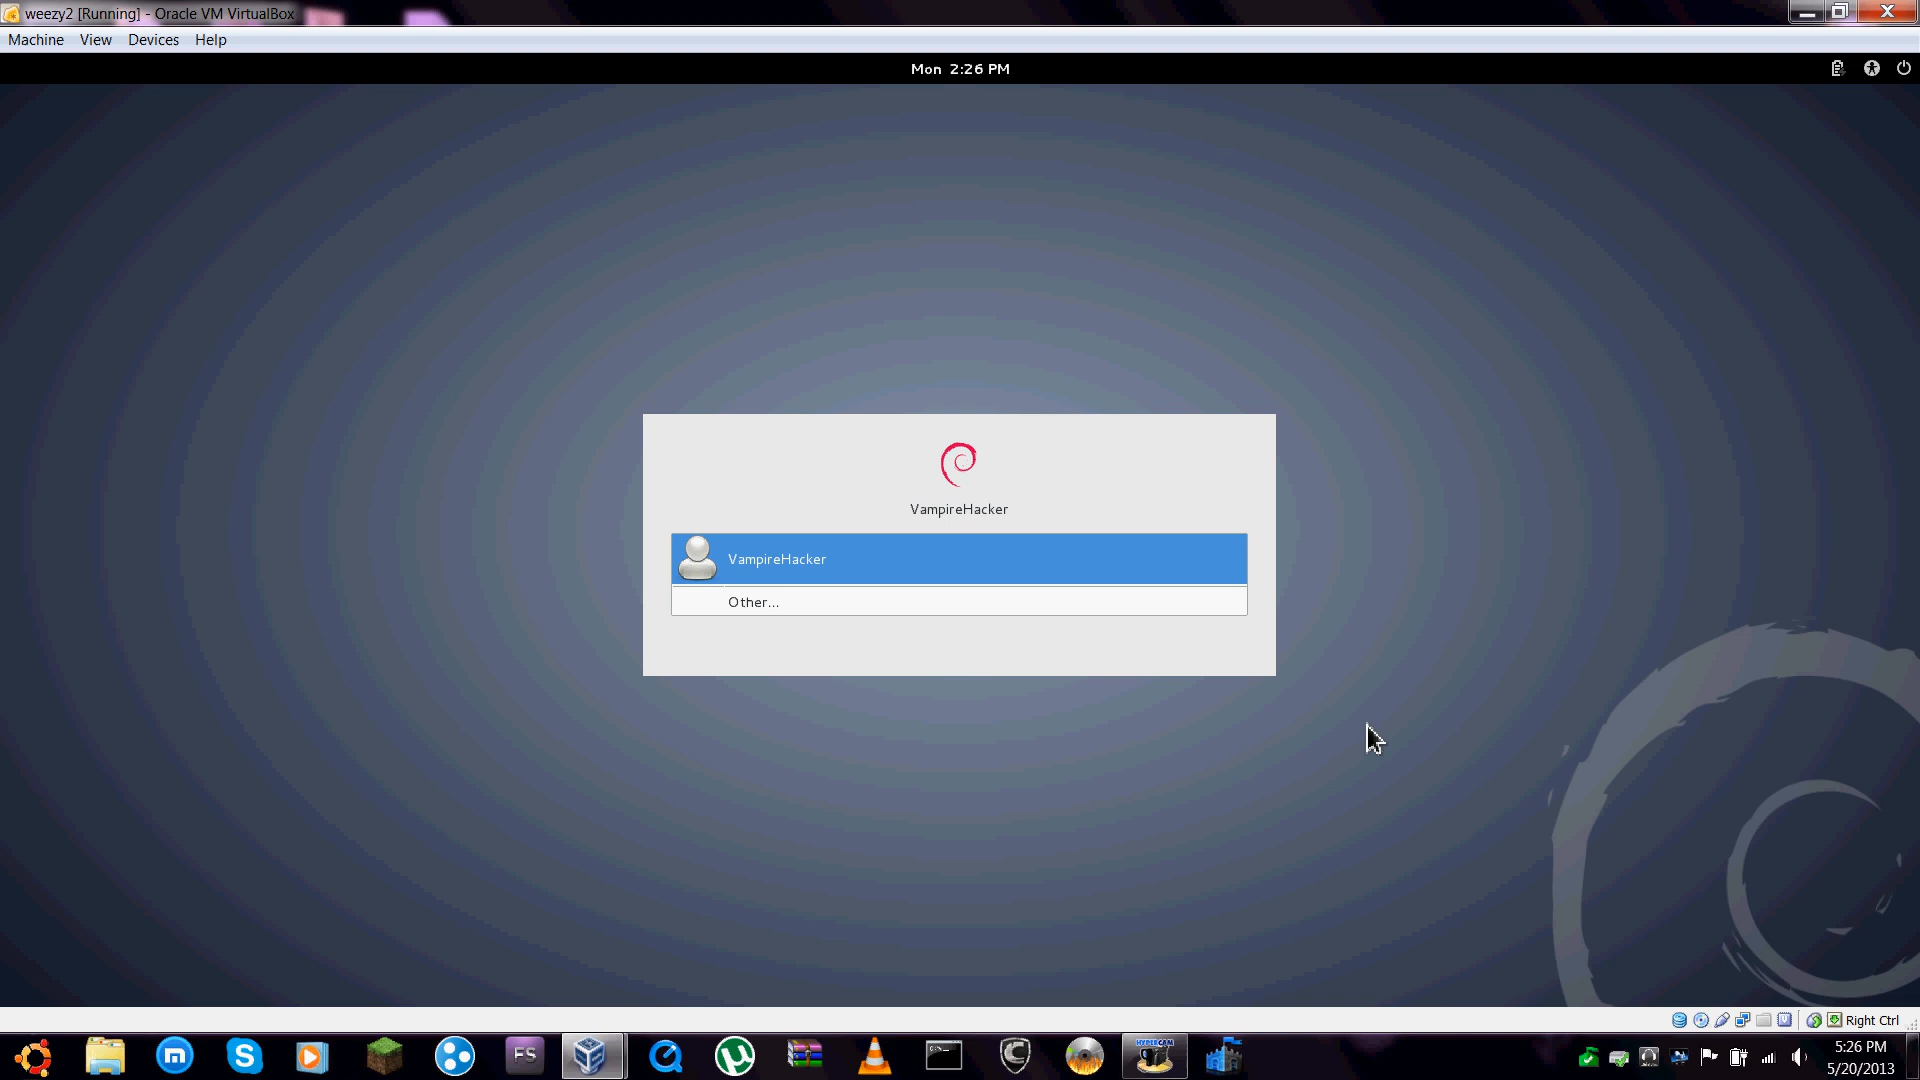 weezy2 [Running] - Oracle VM VirtualBox
Machine View Devices Help
Mon 2:26 PM
VampireHacker
VampireHacker
Other...
Right Ctrl
FS
HYPERCAM
5:26 PM
5/20/2013